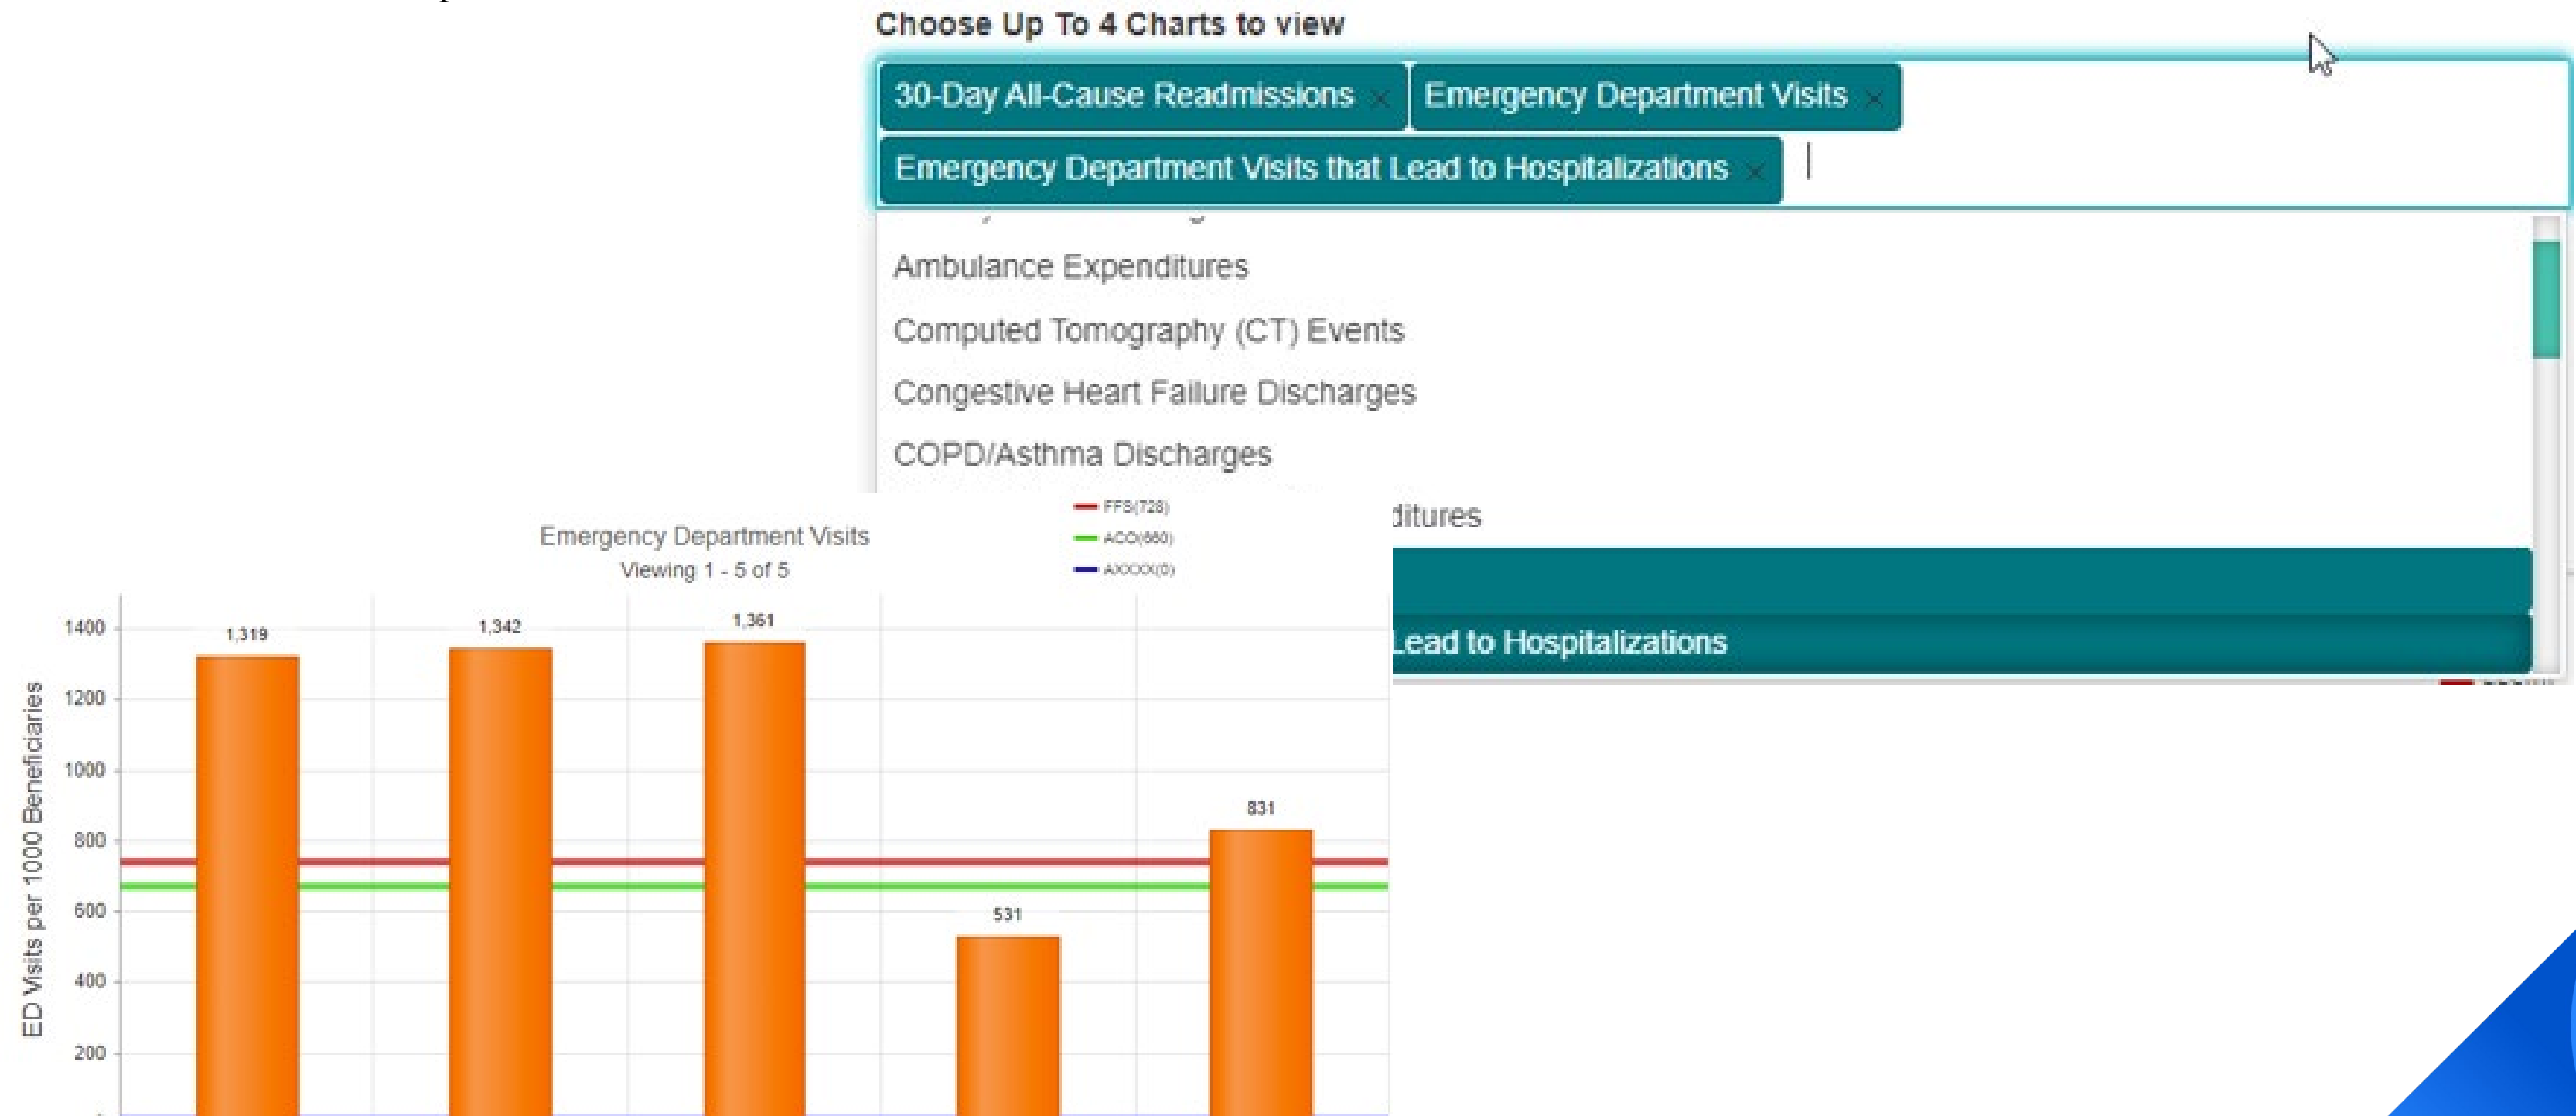 Choose Up To 4 Charts to view
30-Day All-Cause Readmissions × Emergency Department Visits ×
Emergency Department Visits that Lead to Hospitalizations ×
Ambulance Expenditures
Computed Tomography (CT) Events
Congestive Heart Failure Discharges
COPD/Asthma Discharges
ditures
Lead to Hospitalizations
Emergency Department Visits
Viewing 1 - 5 of 5
FFS(728)
ACO(660)
AXXXX(0)
ED Visits per 1000 Beneficiaries
1400
1200
1000
800
600
400
200
1,319
1,342
1,361
531
831